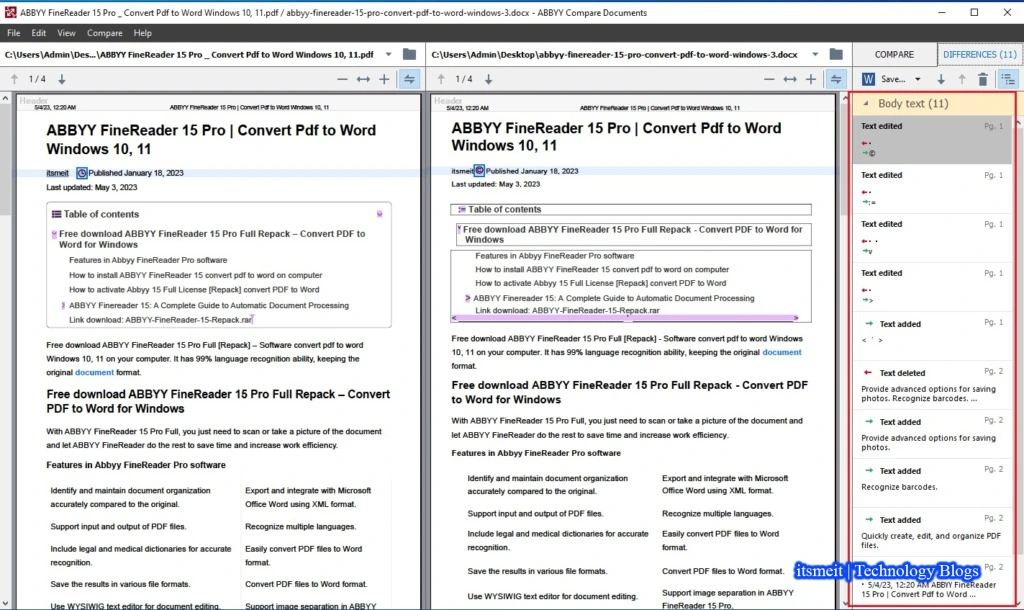 ABBYY FineReader 15 Pro _ Convert Pdf to Word Windows 10, 11.pdf / abbyy-finereader-15-pro-convert-pdf-to-word-windows-3.docx - ABBYY Compare Documents
File Edit View Compare Help
C:\Users\Admin\Des...\ABBYY FineReader 15 Pro _ Convert Pdf to Word Windows 10, 11.pdf
1 / 4
Header
5/4/23, 12:20 AM ABBYY FineReader 15 Pro | Convert Pdf to Word Windows 10, 11
ABBYY FineReader 15 Pro | Convert Pdf to Word
Windows 10, 11
itsmeit Published January 18, 2023
Last updated: May 3, 2023
Table of contents
Free download ABBYY FineReader 15 Pro Full Repack – Convert PDF to
Word for Windows
Features in Abbyy FineReader Pro software
How to install ABBYY FineReader 15 convert pdf to word on computer
How to activate Abbyy 15 Full License [Repack] convert PDF to Word
ABBYY Finereader 15: A Complete Guide to Automatic Document Processing
Link download: ABBYY-FineReader-15-Repack.rar
Free download ABBYY FineReader 15 Pro Full [Repack] – Software convert pdf to word
Windows 10, 11 on your computer. It has 99% language recognition ability, keeping the
original document format.
Free download ABBYY FineReader 15 Pro Full Repack – Convert
PDF to Word for Windows
With ABBYY FineReader 15 Pro Full, you just need to scan or take a picture of the document
and let ABBYY FineReader do the rest to save time and increase work efficiency.
Features in Abbyy FineReader Pro software
Identify and maintain document organization
accurately compared to the original.
Export and integrate with Microsoft
Office Word using XML format.
Support input and output of PDF files.
Recognize multiple languages.
Include legal and medical dictionaries for accurate
recognition.
Easily convert PDF files to Word
format.
Save the results in various file formats.
Convert PDF files to Word format.
Use WYSIWIG text editor for document editing.
Support image separation in ABBYY
C:\Users\Admin\Desktop\abbyy-finereader-15-pro-convert-pdf-to-word-windows-3.docx
1 / 4
Header
5/4/23, 12:20 AM ABBYY FineReader 15 Pro | Convert Pdf to Word Windows 10, 11
ABBYY FineReader 15 Pro | Convert Pdf to Word
Windows 10, 11
itsmeit © Published January 18, 2023
Last updated: May 3, 2023
:= Table of contents
v Free download ABBYY FineReader 15 Pro Full Repack - Convert PDF to Word for
Windows
Features in Abbyy FineReader Pro software
How to install ABBYY FineReader 15 convert pdf to word on computer
How to activate Abbyy 15 Full License [Repack] convert PDF to Word
> ABBYY Finereader 15: A Complete Guide to Automatic Document Processing
Link download: ABBYY-FineReader-15-Repack.rar
< >
Free download ABBYY FineReader 15 Pro Full [Repack] - Software convert pdf to word
Windows 10, 11 on your computer. It has 99% language recognition ability, keeping the original document
format.
Free download ABBYY FineReader 15 Pro Full Repack - Convert PDF
to Word for Windows
With ABBYY FineReader 15 Pro Full, you just need to scan or take a picture of the document and
let ABBYY FineReader do the rest to save time and increase work efficiency.
Features in Abbyy FineReader Pro software
Identify and maintain document organization
accurately compared to the original.
Export and integrate with Microsoft
Office Word using XML format.
Support input and output of PDF files.
Recognize multiple languages.
Include legal and medical dictionaries for accurate
recognition.
Easily convert PDF files to Word
format.
Save the results in various file formats.
Convert PDF files to Word format.
Use WYSIWIG text editor for document editing.
Support image separation in ABBYY
FineReader 15 Pro.
COMPARE DIFFERENCES (11)
W Save...
Body text (11)
Text edited Pg. 1
©
Text edited Pg. 1
:=
Text edited Pg. 1
v
Text edited Pg. 1
>
Text added Pg. 1
< ` >
Text deleted Pg. 2
Provide advanced options for saving
photos. Recognize barcodes. ...
Text added Pg. 2
Provide advanced options for saving
photos.
Text added Pg. 2
Recognize barcodes.
Text added Pg. 2
Quickly create, edit, and organize PDF
files.
Pg. 2
itsmeit | Technology Blogs
• 5/4/23, 12:20 AM ABBYY FineReader
15 Pro | Convert Pdf to Word ...